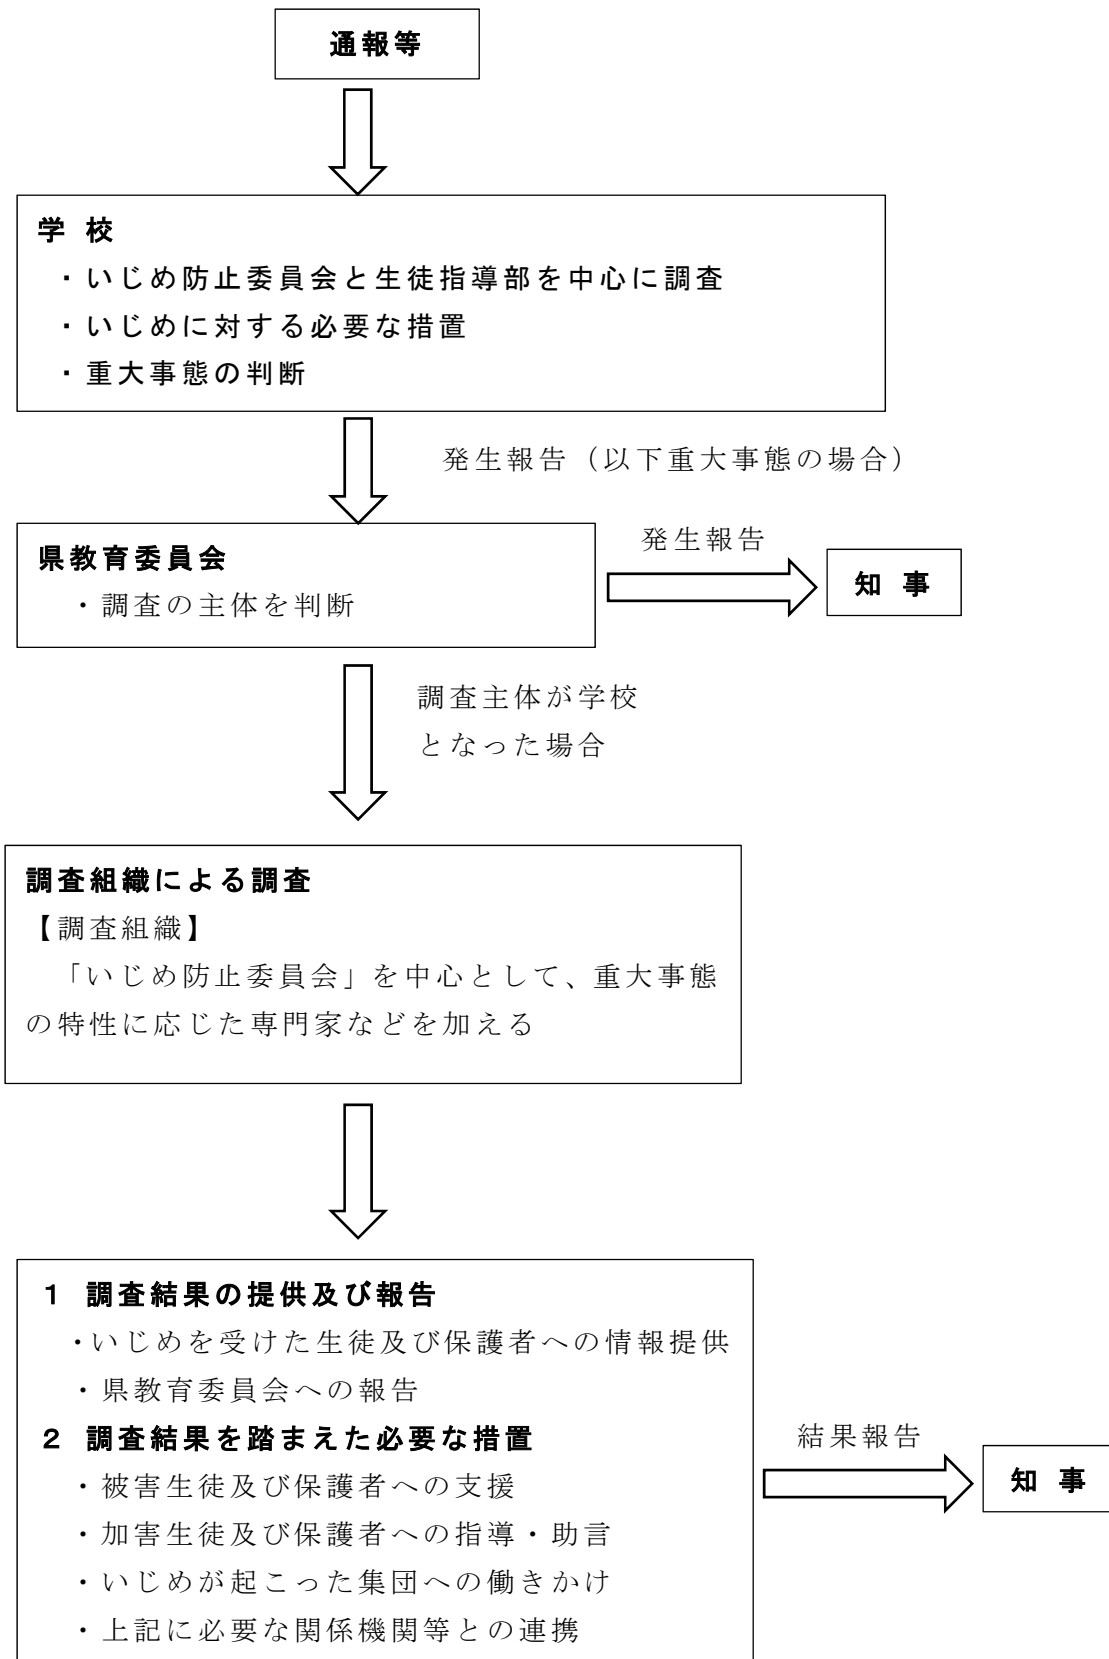 通報等
学 校
・いじめ防止委員会と生徒指導部を中心に調査
・いじめに対する必要な措置
・重大事態の判断
発生報告（以下重大事態の場合）
県教育委員会
・調査の主体を判断
発生報告
知 事
調査主体が学校
となった場合
調査組織による調査
【調査組織】
「いじめ防止委員会」を中心として、重大事態
の特性に応じた専門家などを加える
１ 調査結果の提供及び報告
・いじめを受けた生徒及び保護者への情報提供
・県教育委員会への報告
２ 調査結果を踏まえた必要な措置
・被害生徒及び保護者への支援
・加害生徒及び保護者への指導・助言
・いじめが起こった集団への働きかけ
・上記に必要な関係機関等との連携
結果報告
知 事